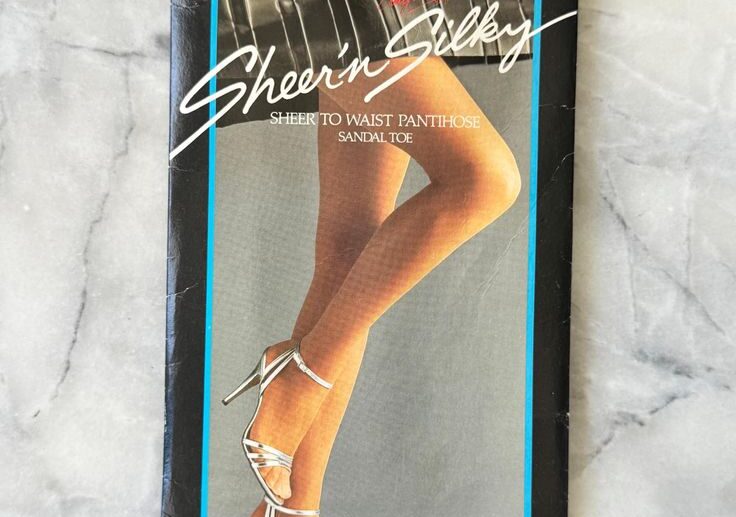 Sheer'n Silky
SHEER TO WAIST PANTIHOSE
SANDAL TOE